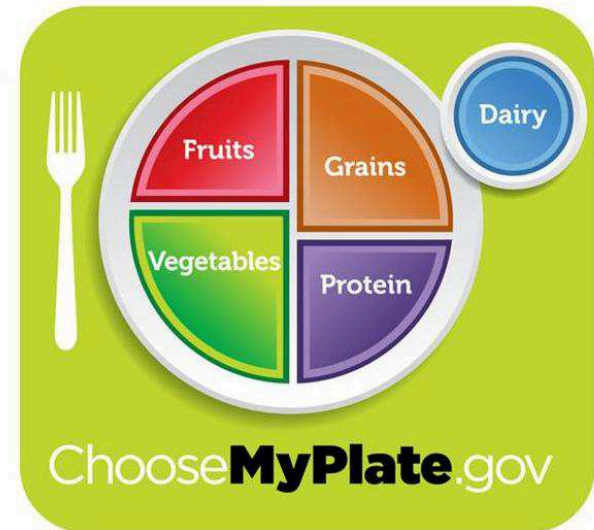 Fruits
Grains
Dairy
Vegetables
Protein
ChooseMyPlate.gov